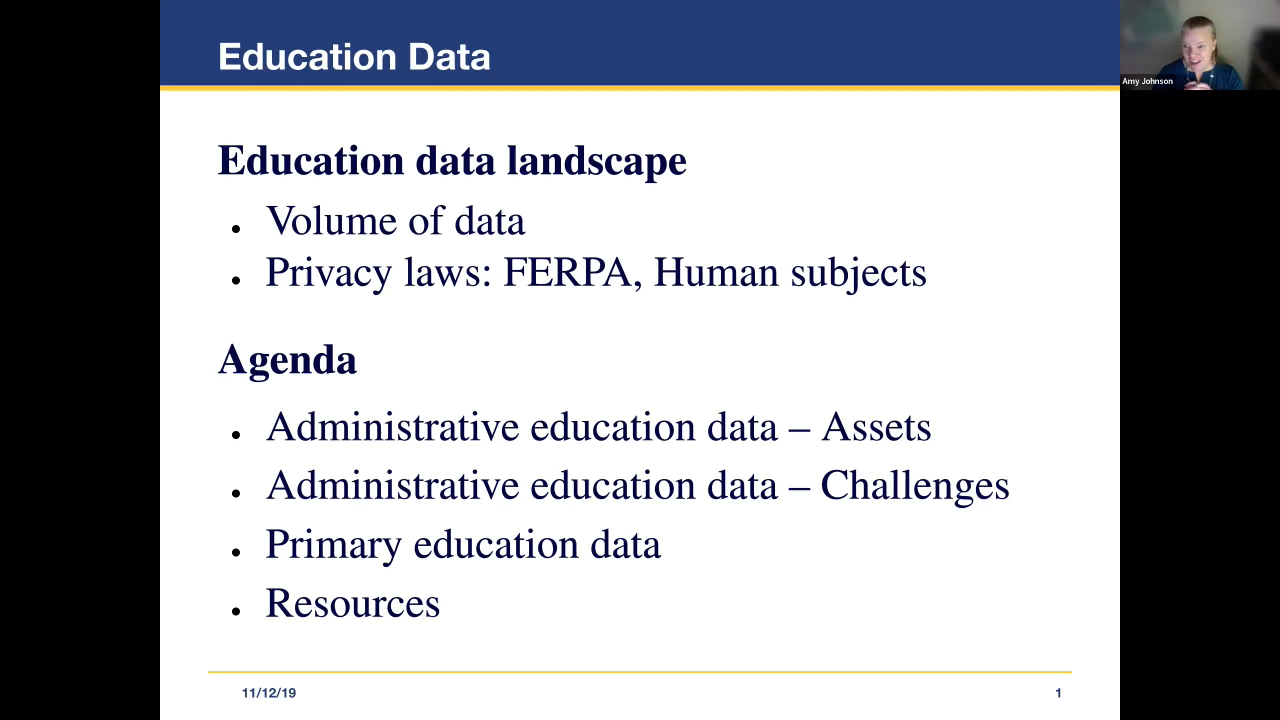 Education Data
Amy Johnson
Education data landscape
• Volume of data
• Privacy laws: FERPA, Human subjects
Agenda
• Administrative education data – Assets
• Administrative education data – Challenges
• Primary education data
• Resources
11/12/19
1